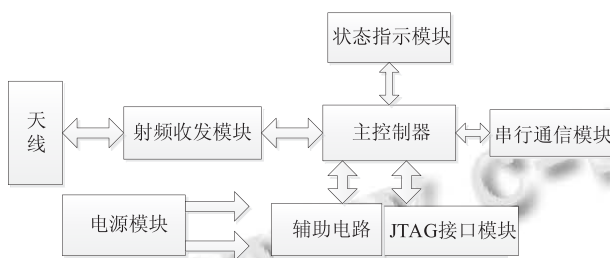 状态指示模块
天线
射频收发模块
主控制器
串行通信模块
电源模块
辅助电路
JTAG接口模块